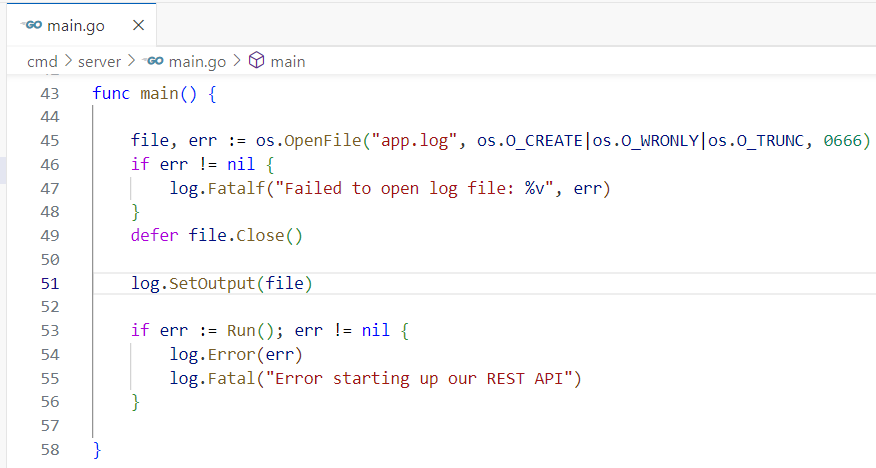 GO main.go
cmd > server > GO main.go > main
43 func main() {
44
45 file, err := os.OpenFile("app.log", os.O_CREATE|os.O_WRONLY|os.O_TRUNC, 0666)
46 if err != nil {
47 log.Fatalf("Failed to open log file: %v", err)
48 }
49 defer file.Close()
50
51 log.SetOutput(file)
52
53 if err := Run(); err != nil {
54 log.Error(err)
55 log.Fatal("Error starting up our REST API")
56 }
57
58 }